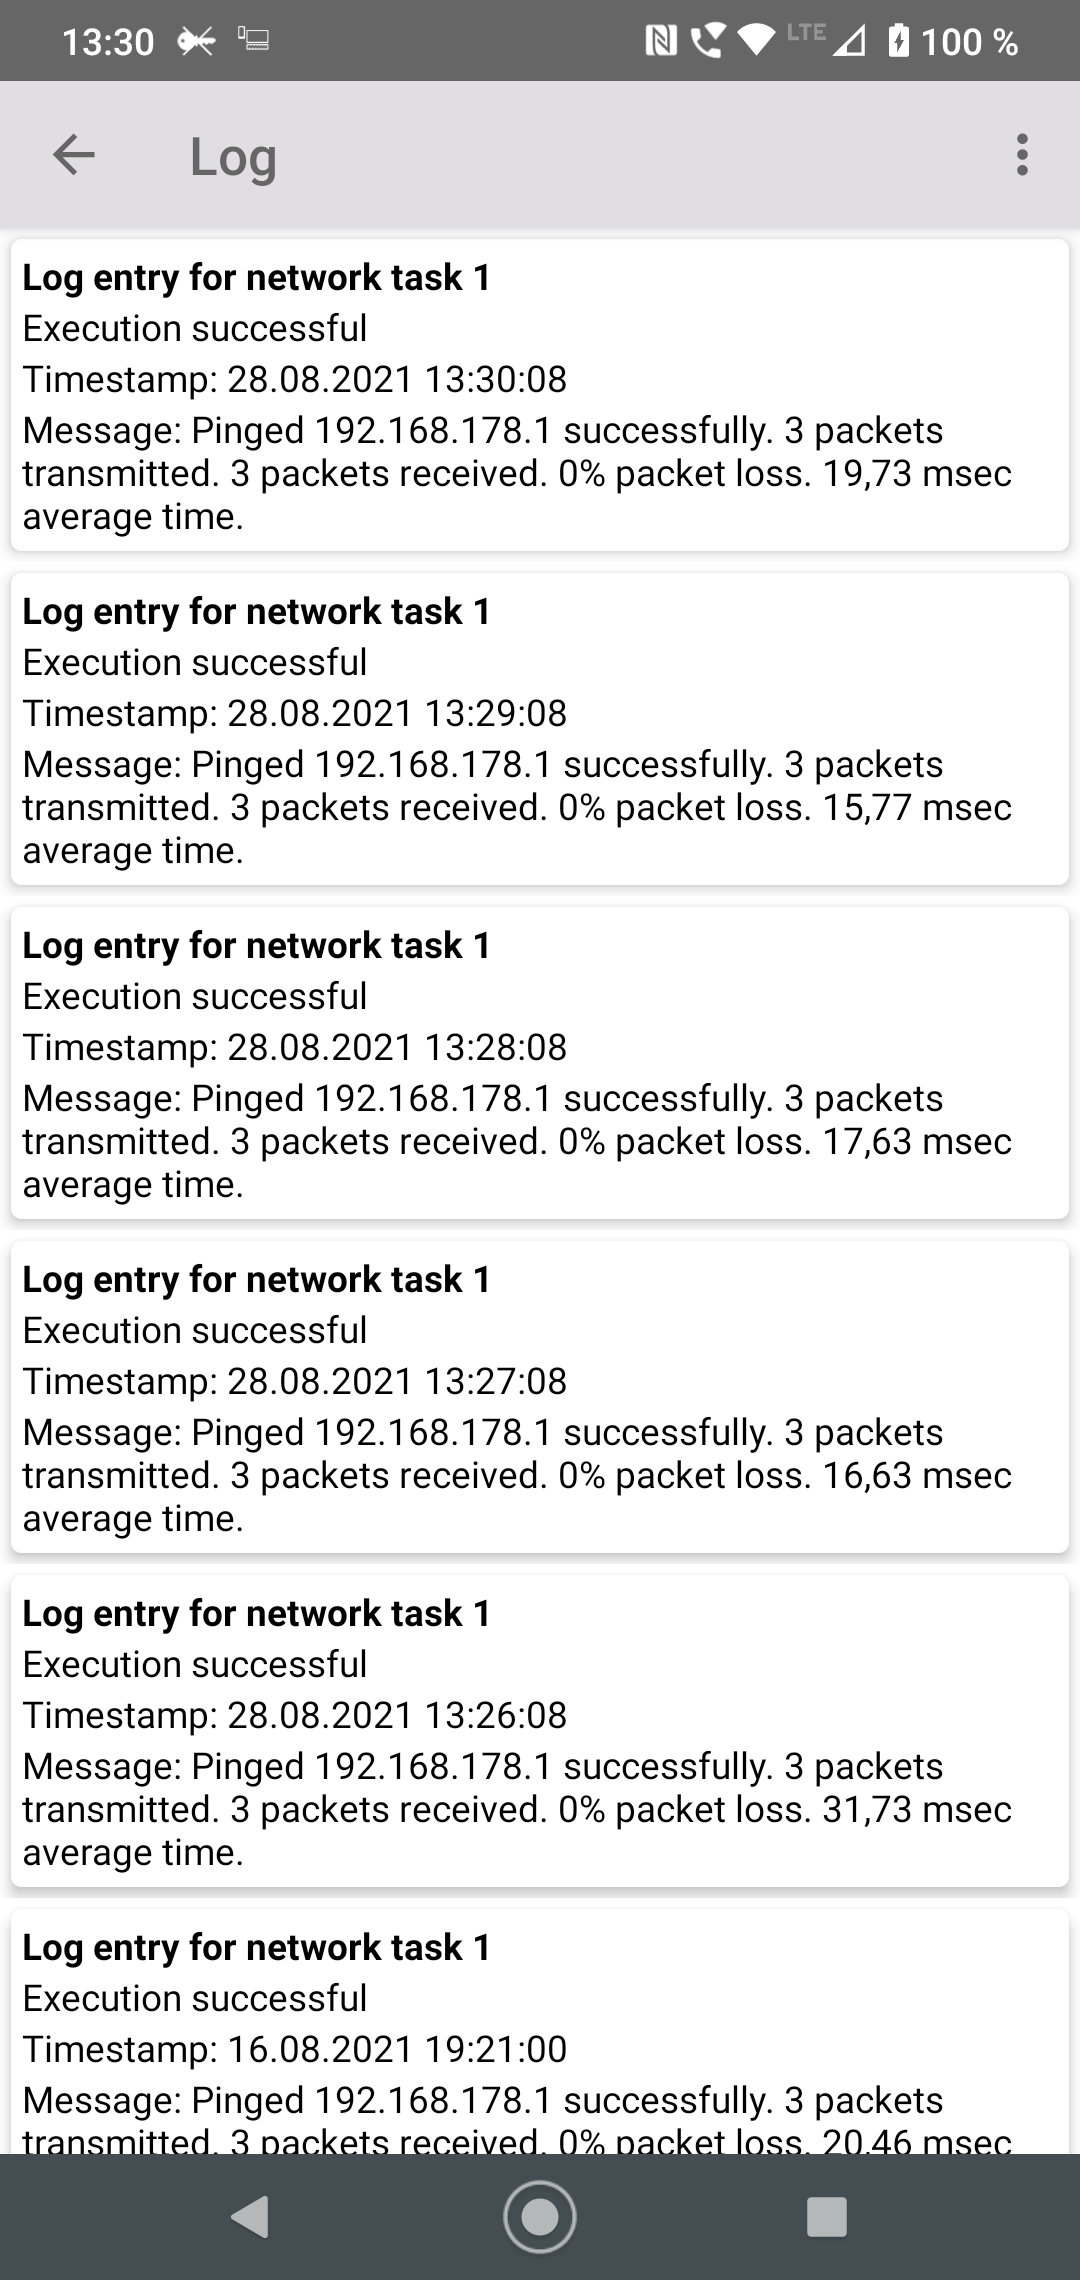 13:30 LTE 100 %
Log
Log entry for network task 1
Execution successful
Timestamp: 28.08.2021 13:30:08
Message: Pinged 192.168.178.1 successfully. 3 packets
transmitted. 3 packets received. 0% packet loss. 19,73 msec
average time.
Log entry for network task 1
Execution successful
Timestamp: 28.08.2021 13:29:08
Message: Pinged 192.168.178.1 successfully. 3 packets
transmitted. 3 packets received. 0% packet loss. 15,77 msec
average time.
Log entry for network task 1
Execution successful
Timestamp: 28.08.2021 13:28:08
Message: Pinged 192.168.178.1 successfully. 3 packets
transmitted. 3 packets received. 0% packet loss. 17,63 msec
average time.
Log entry for network task 1
Execution successful
Timestamp: 28.08.2021 13:27:08
Message: Pinged 192.168.178.1 successfully. 3 packets
transmitted. 3 packets received. 0% packet loss. 16,63 msec
average time.
Log entry for network task 1
Execution successful
Timestamp: 28.08.2021 13:26:08
Message: Pinged 192.168.178.1 successfully. 3 packets
transmitted. 3 packets received. 0% packet loss. 31,73 msec
average time.
Log entry for network task 1
Execution successful
Timestamp: 16.08.2021 19:21:00
Message: Pinged 192.168.178.1 successfully. 3 packets
transmitted. 3 packets received. 0% packet loss. 20,46 msec